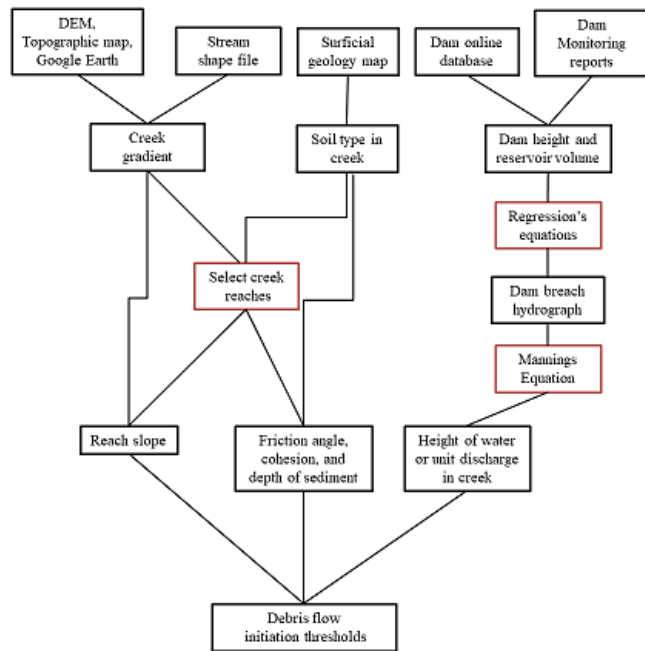 DEM,
Topographic map,
Google Earth
Stream
shape file
Surficial
geology map
Dam online
database
Dam
Monitoring
reports
Creek
gradient
Soil type in
creek
Dam height and
reservoir volume
Regression's
equations
Select creek
reaches
Dam breach
hydrograph
Mannings
Equation
Reach slope
Friction angle,
cohesion, and
depth of sediment
Height of water
or unit discharge
in creek
Debris flow
initiation thresholds